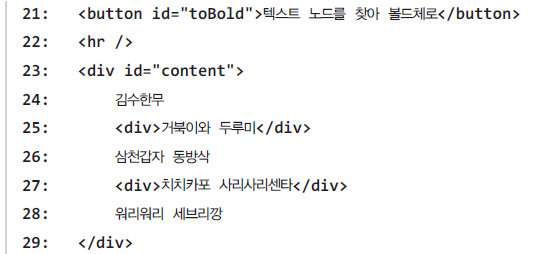 21: <button id="toBold">텍스트 노드를 찾아 볼드체로</button>
22: <hr />
23: <div id="content">
24: 김수한무
25: <div>거북이와 두루미</div>
26: 삼천갑자 동방삭
27: <div>치치카포 사리사리센타</div>
28: 워리워리 세브리깡
29: </div>